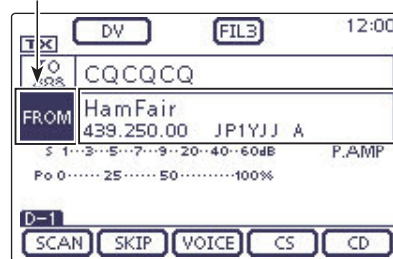 DV FIL3 12:00
TX
TO CQCQCQ
FROM HamFair
439.250.00 JP1YJJ A
S 1··3··5··7··9··20··40··60dB P.AMP
Po 0······ 25······ 50·········100%
D-1
SCAN SKIP VOICE CS CD